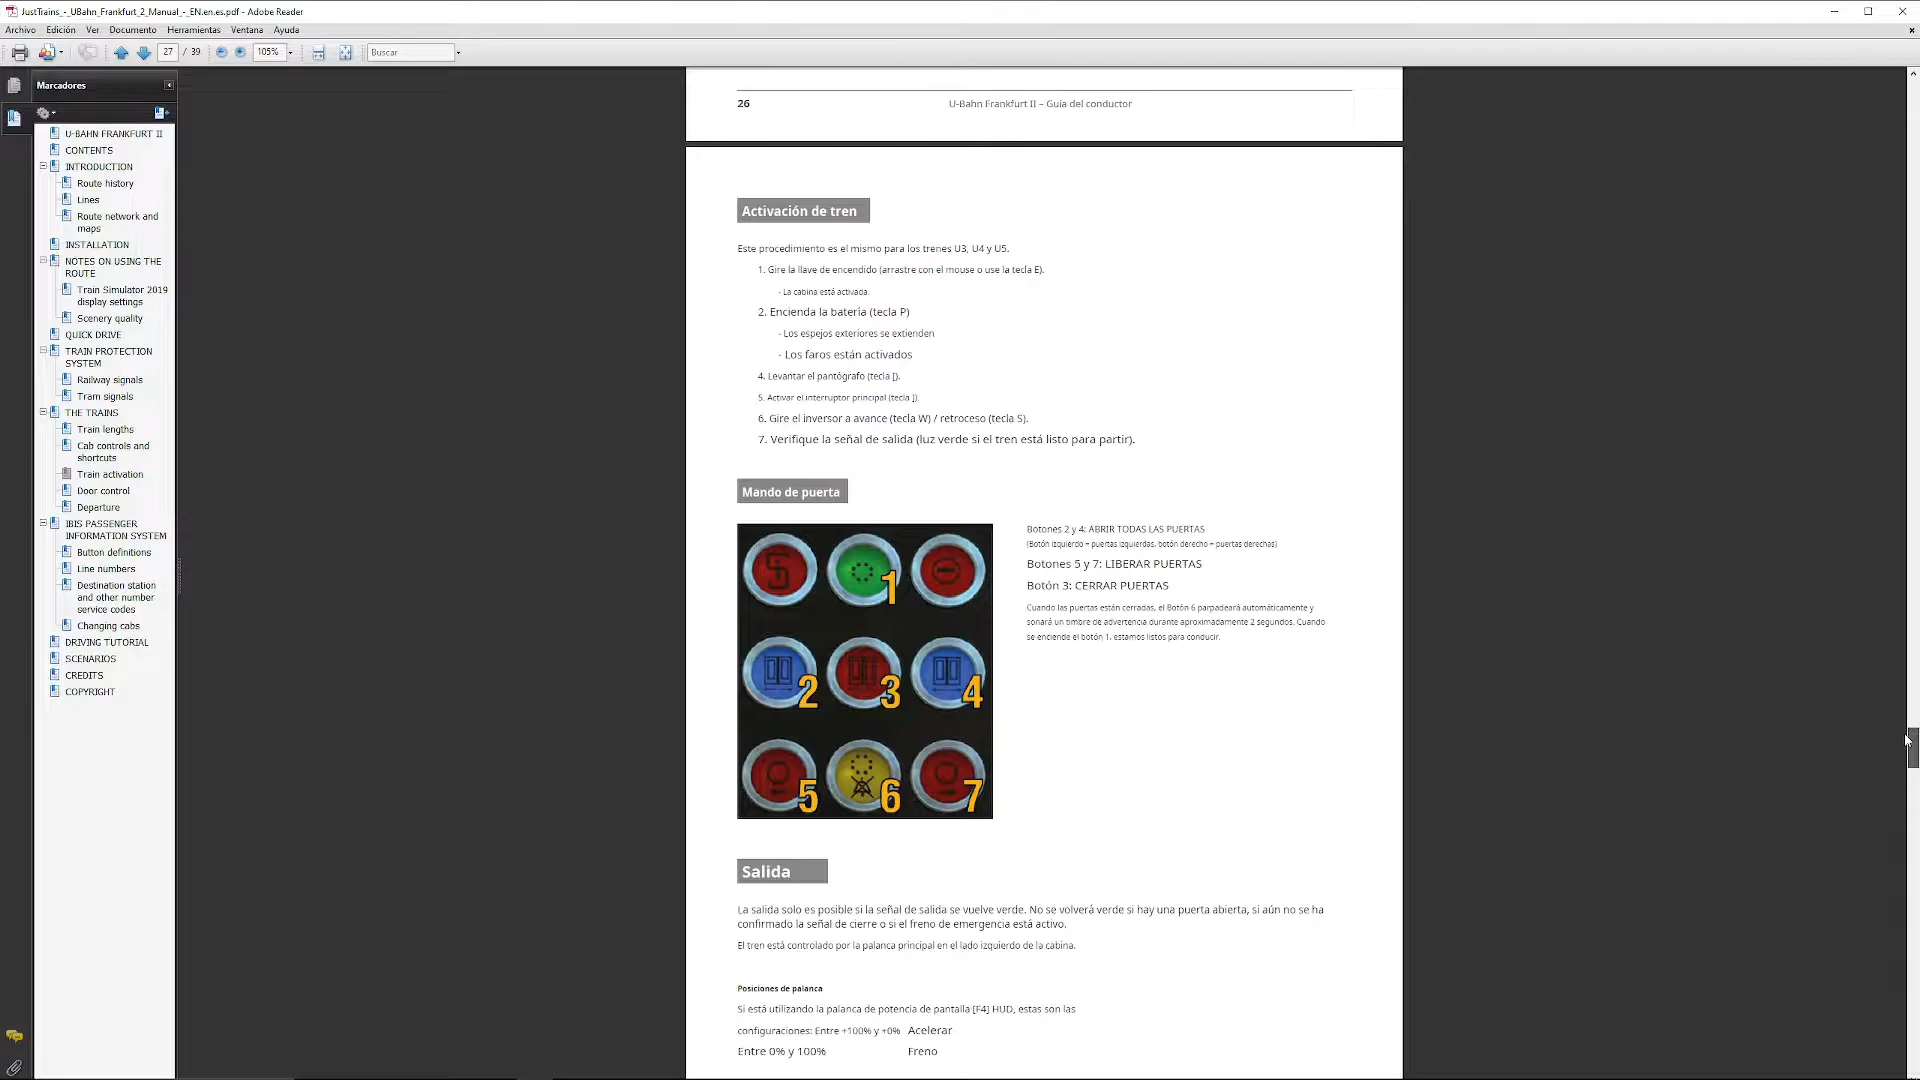 JustTrains_-_UBahn_Frankfurt_2_Manual_-_EN.en.es.pdf - Adobe Reader
Archivo Edición Ver Documento Herramientas Ventana Ayuda
27 / 39 105% Buscar
Marcadores
U-BAHN FRANKFURT II
CONTENTS
INTRODUCTION
Route history
Lines
Route network and
maps
INSTALLATION
NOTES ON USING THE
ROUTE
Train Simulator 2019
display settings
Scenery quality
QUICK DRIVE
TRAIN PROTECTION
SYSTEM
Railway signals
Tram signals
THE TRAINS
Train lengths
Cab controls and
shortcuts
Train activation
Door control
Departure
IBIS PASSENGER
INFORMATION SYSTEM
Button definitions
Line numbers
Destination station
and other number
service codes
Changing cabs
DRIVING TUTORIAL
SCENARIOS
CREDITS
COPYRIGHT
26 U-Bahn Frankfurt II – Guía del conductor
Activación de tren
Este procedimiento es el mismo para los trenes U3, U4 y U5.
1. Gire la llave de encendido (arrastre con el mouse o use la tecla E).
- La cabina está activada.
2. Encienda la batería (tecla P)
- Los espejos exteriores se extienden
- Los faros están activados
4. Levantar el pantógrafo (tecla [).
5. Activar el interruptor principal (tecla ]).
6. Gire el inversor a avance (tecla W) / retroceso (tecla S).
7. Verifique la señal de salida (luz verde si el tren está listo para partir).
Mando de puerta
1
2 3 4
5 6 7
Botones 2 y 4: ABRIR TODAS LAS PUERTAS
(Botón izquierdo = puertas izquierdas, botón derecho = puertas derechas)
Botones 5 y 7: LIBERAR PUERTAS
Botón 3: CERRAR PUERTAS
Cuando las puertas están cerradas, el Botón 6 parpadeará automáticamente y
sonará un timbre de advertencia durante aproximadamente 2 segundos. Cuando
se enciende el botón 1, estamos listos para conducir.
Salida
La salida solo es posible si la señal de salida se vuelve verde. No se volverá verde si hay una puerta abierta, si aún no se ha
confirmado la señal de cierre o si el freno de emergencia está activo.
El tren está controlado por la palanca principal en el lado izquierdo de la cabina.
Posiciones de palanca
Si está utilizando la palanca de potencia de pantalla [F4] HUD, estas son las
configuraciones: Entre +100% y +0% Acelerar
Entre 0% y 100% Freno